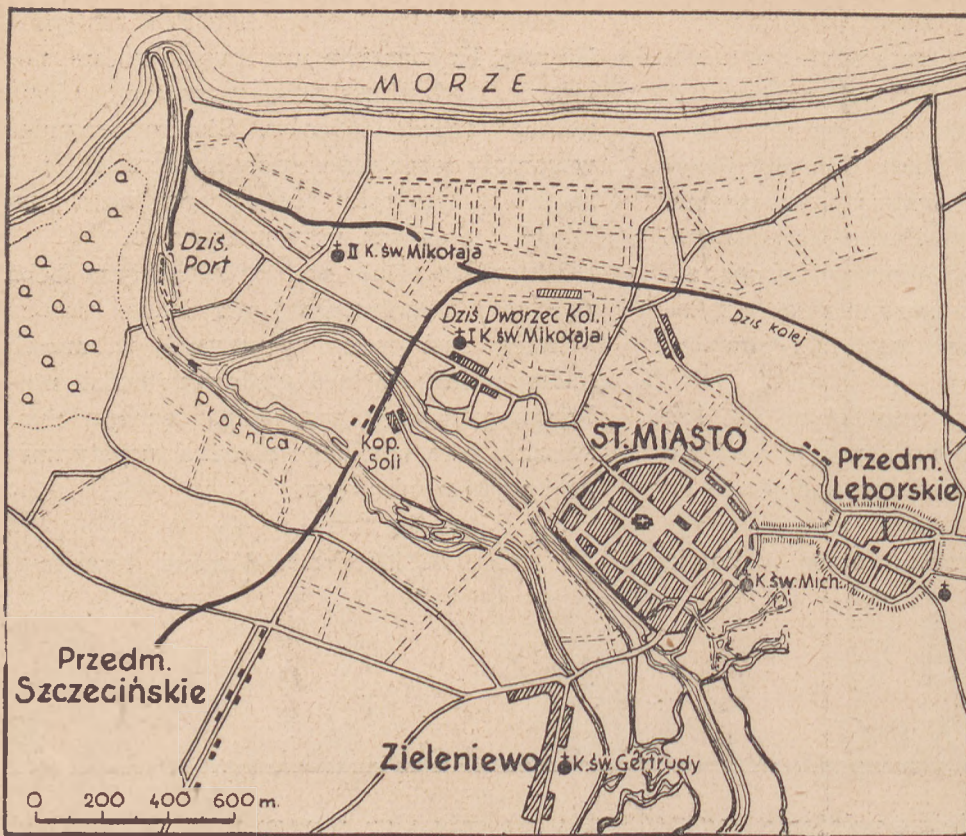 MORZE
Dziś.
Port
II K. św. Mikołaja
Dziś Dworzec Kol.
I K. św. Mikołaja
Dziś kolej
Prośnica
Kop.
Soli
ST. MIASTO
Przedm.
Lęborskie
K. św. Mich.
Przedm.
Szczecińskie
Zieleniewo
K. św. Gertrudy
0 200 400 600 m.